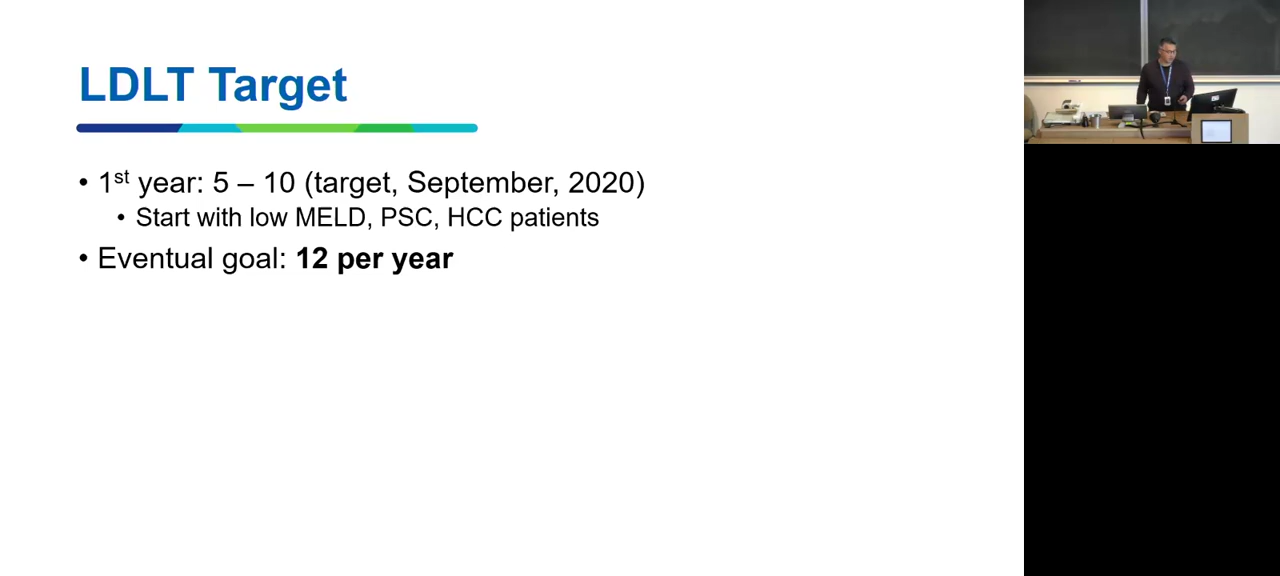 LDLT Target
• 1st year: 5 – 10 (target, September, 2020)
• Start with low MELD, PSC, HCC patients
• Eventual goal: 12 per year